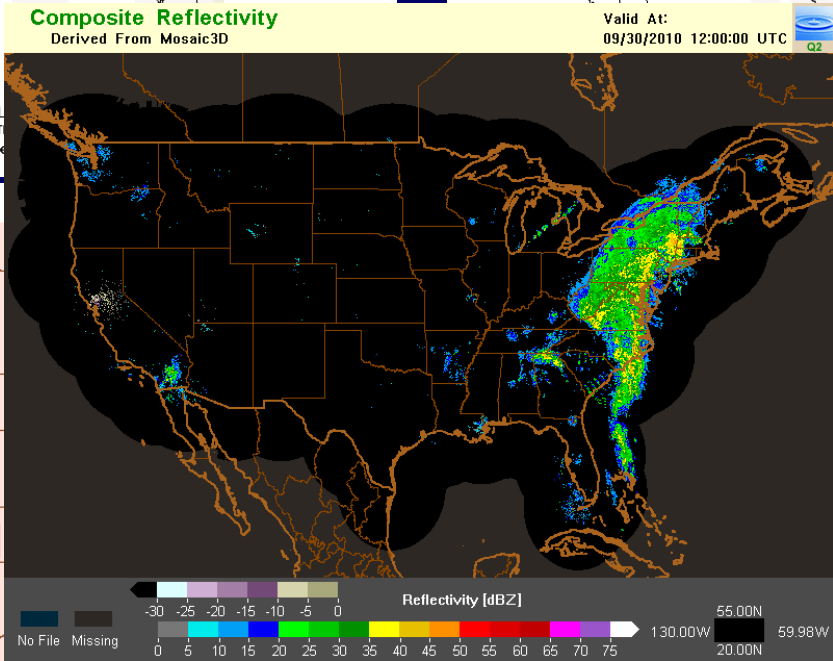 Composite Reflectivity
Derived From Mosaic3D
Valid At:
09/30/2010 12:00:00 UTC
Q2
Reflectivity [dBZ]
-30 -25 -20 -15 -10 -5 0
No File Missing
0 5 10 15 20 25 30 35 40 45 50 55 60 65 70 75
55.00N
130.00W 59.98W
20.00N